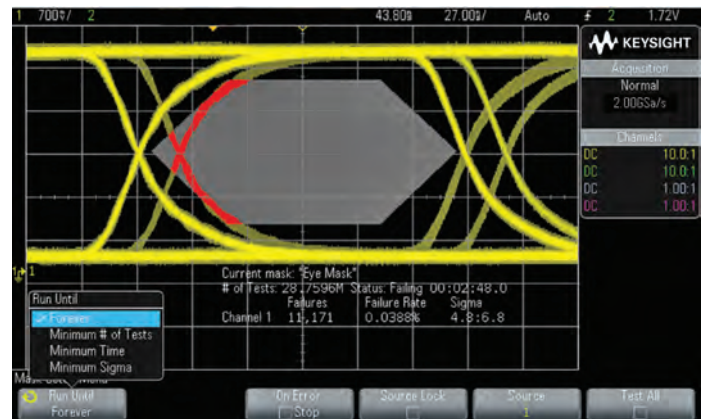 1 700▽/ 2 43.80s 27.00s/ Auto 2 1.72V
KEYSIGHT
Acquisition
Normal
2.00GSa/s
Channels
DC 10.0:1
DC 10.0:1
DC 1.00:1
DC 1.00:1
1
Current mask: "Eye Mask"
# of Tests: 28.7596M Status: Failing 00:02:48.0
Failures Failure Rate Sigma
Channel 1 11,171 0.0388% 4.8:6.8
Run Until
Forever
Minimum # of Tests
Minimum Time
Minimum Sigma
Menu
Run Until
Forever
On Error
Stop
Source Lock
Source
1
Test All